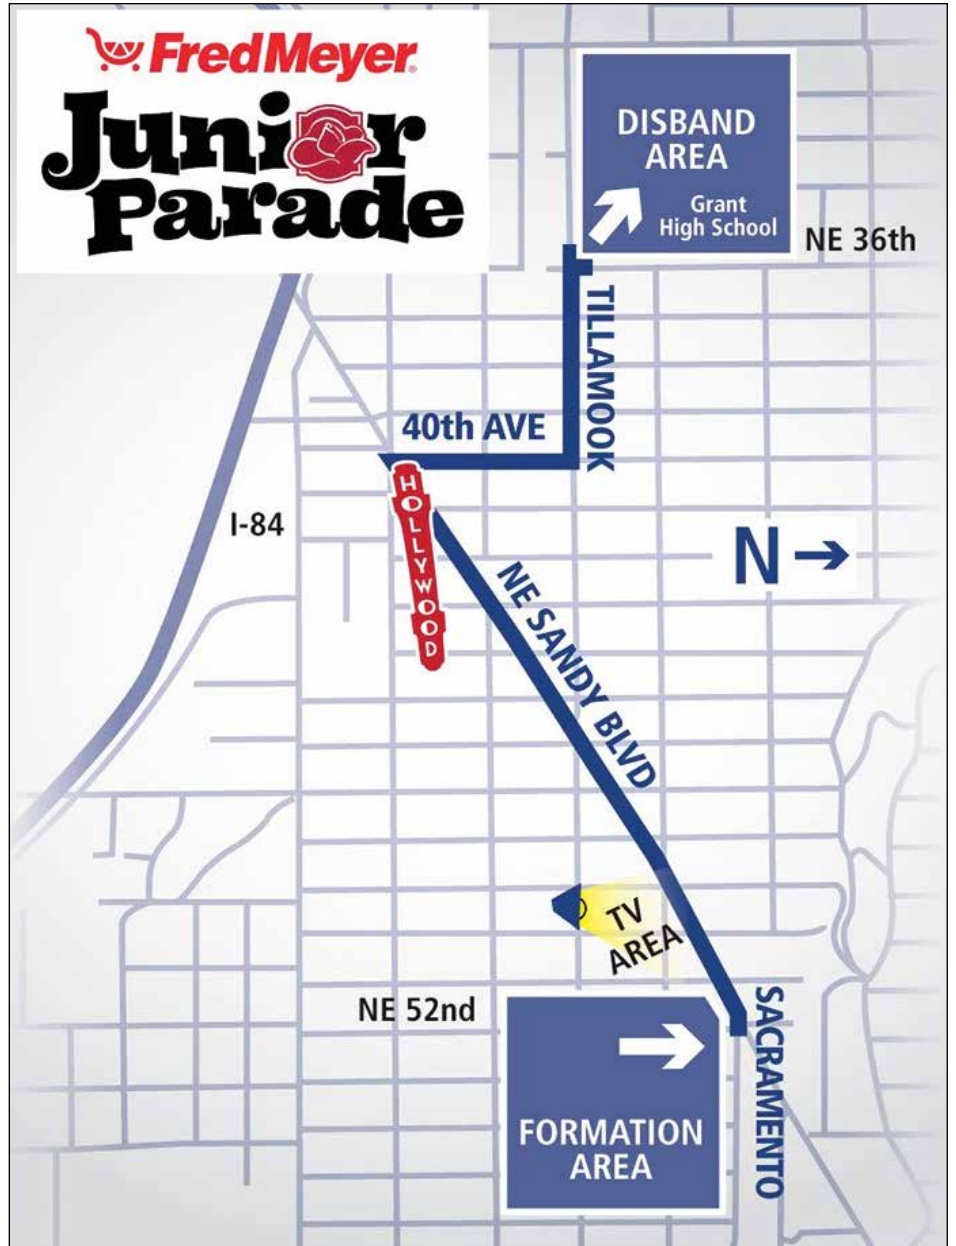 FredMeyer
Junior
Parade
DISBAND
AREA
Grant
High School
NE 36th
TILLAMOOK
40th AVE
HOLLYWOOD
I-84
N
NE SANDY BLVD
TV
AREA
NE 52nd
SACRAMENTO
FORMATION
AREA